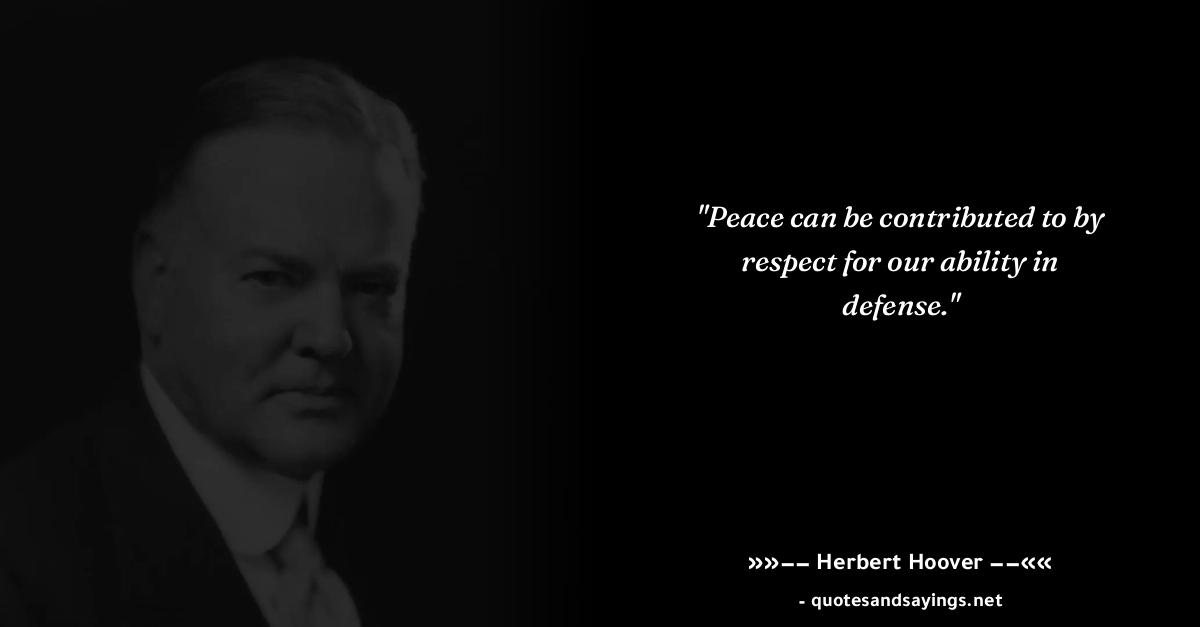 "Peace can be contributed to by
respect for our ability in
defense."
»»–– Herbert Hoover ––««
- quotesandsayings.net